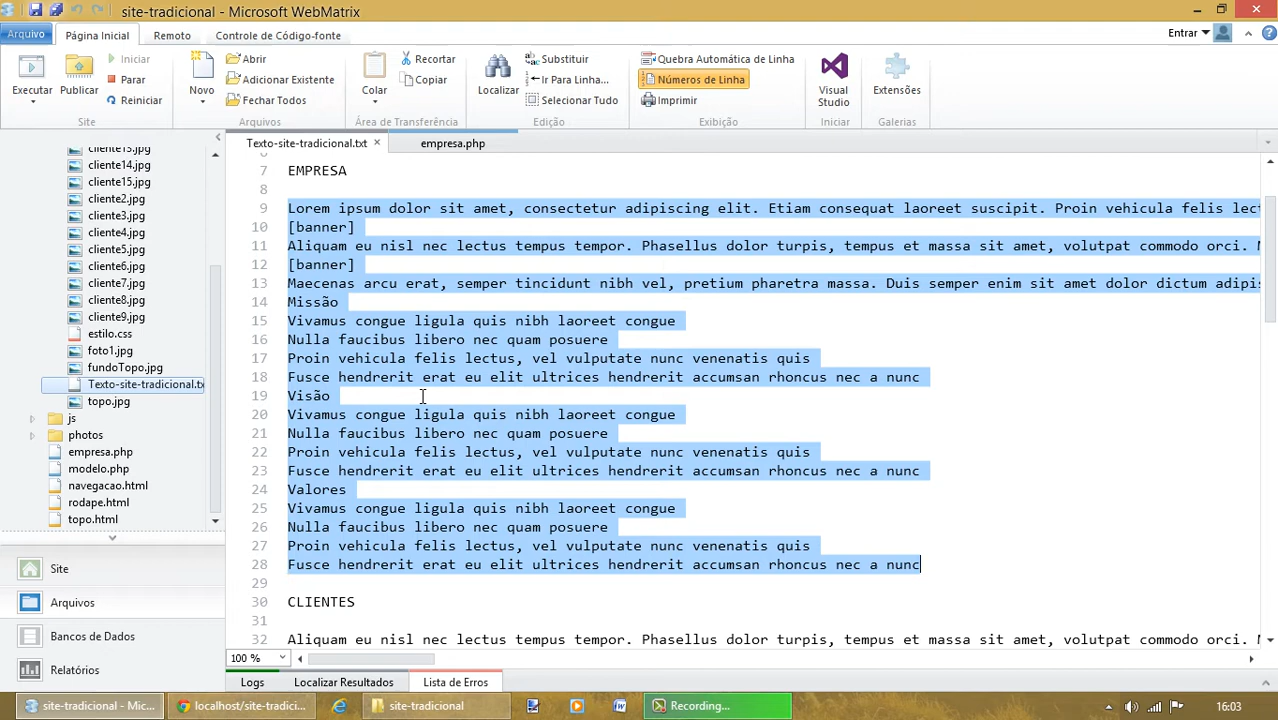 site-tradicional - Microsoft WebMatrix
Arquivo Página Inicial Remoto Controle de Código-fonte Entrar
Executar Iniciar Publicar Parar Reiniciar
Novo Abrir Adicionar Existente Fechar Todos
Colar Recortar Copiar
Localizar Substituir Ir Para Linha... Selecionar Tudo
Quebra Automática de Linha Números de Linha Imprimir
Visual Studio Extensões
Site Arquivos Área de Transferência Edição Exibição Iniciar Galerias
Texto-site-tradicional.txt empresa.php
cliente13.jpg
cliente14.jpg
cliente15.jpg
cliente2.jpg
cliente3.jpg
cliente4.jpg
cliente5.jpg
cliente6.jpg
cliente7.jpg
cliente8.jpg
cliente9.jpg
estilo.css
foto1.jpg
fundoTopo.jpg
Texto-site-tradicional.tx
topo.jpg
js
photos
empresa.php
modelo.php
navegacao.html
rodape.html
topo.html
Site
Arquivos
Bancos de Dados
Relatórios
6
7 EMPRESA
8
9 Lorem ipsum dolor sit amet, consectetur adipiscing elit. Etiam consequat laoreet suscipit. Proin vehicula felis lect
10 [banner]
11 Aliquam eu nisl nec lectus tempus tempor. Phasellus dolor turpis, tempus et massa sit amet, volutpat commodo orci. M
12 [banner]
13 Maecenas arcu erat, semper tincidunt nibh vel, pretium pharetra massa. Duis semper enim sit amet dolor dictum adipis
14 Missão
15 Vivamus congue ligula quis nibh laoreet congue
16 Nulla faucibus libero nec quam posuere
17 Proin vehicula felis lectus, vel vulputate nunc venenatis quis
18 Fusce hendrerit erat eu elit ultrices hendrerit accumsan rhoncus nec a nunc
19 Visão
20 Vivamus congue ligula quis nibh laoreet congue
21 Nulla faucibus libero nec quam posuere
22 Proin vehicula felis lectus, vel vulputate nunc venenatis quis
23 Fusce hendrerit erat eu elit ultrices hendrerit accumsan rhoncus nec a nunc
24 Valores
25 Vivamus congue ligula quis nibh laoreet congue
26 Nulla faucibus libero nec quam posuere
27 Proin vehicula felis lectus, vel vulputate nunc venenatis quis
28 Fusce hendrerit erat eu elit ultrices hendrerit accumsan rhoncus nec a nunc
29
30 CLIENTES
31
32 Aliquam eu nisl nec lectus tempus tempor. Phasellus dolor turpis, tempus et massa sit amet, volutpat commodo orci. M
100 %
Logs Localizar Resultados Lista de Erros
site-tradicional - Mic... localhost/site-tradici... site-tradicional Recording... 16:03